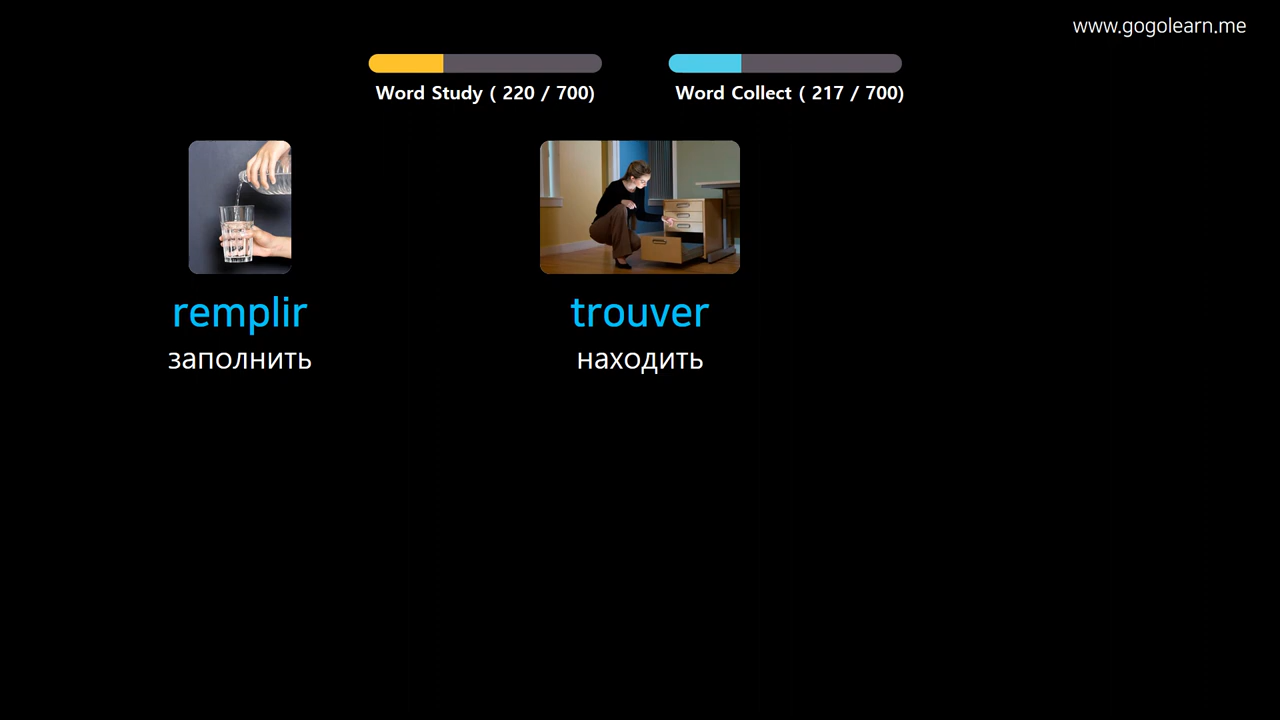 www.gogolearn.me
Word Study ( 220 / 700)
Word Collect ( 217 / 700)
remplir
заполнить
trouver
находить